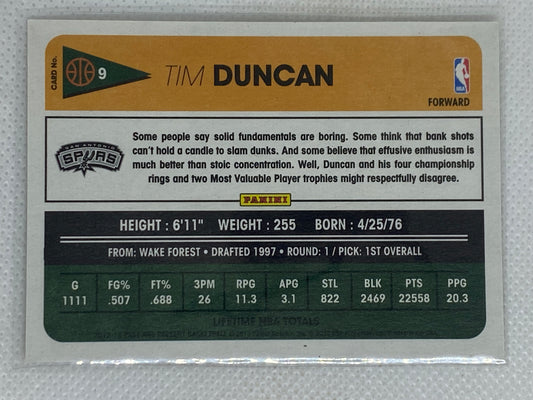 CARD No. 9
TIM DUNCAN
NBA
FORWARD
SAN ANTONIO
SPURS
Some people say solid fundamentals are boring. Some think that bank shots
can't hold a candle to slam dunks. And some believe that effusive enthusiasm is
much better than stoic concentration. Well, Duncan and his four championship
rings and two Most Valuable Player trophies might respectfully disagree.
PANINI
HEIGHT : 6'11" WEIGHT : 255 BORN : 4/25/76
FROM: WAKE FOREST • DRAFTED 1997 • ROUND: 1 / PICK: 1ST OVERALL
G FG% FT% 3PM RPG APG STL BLK PTS PPG
1111 .507 .688 26 11.3 3.1 822 2469 22558 20.3
LIFETIME NBA TOTALS